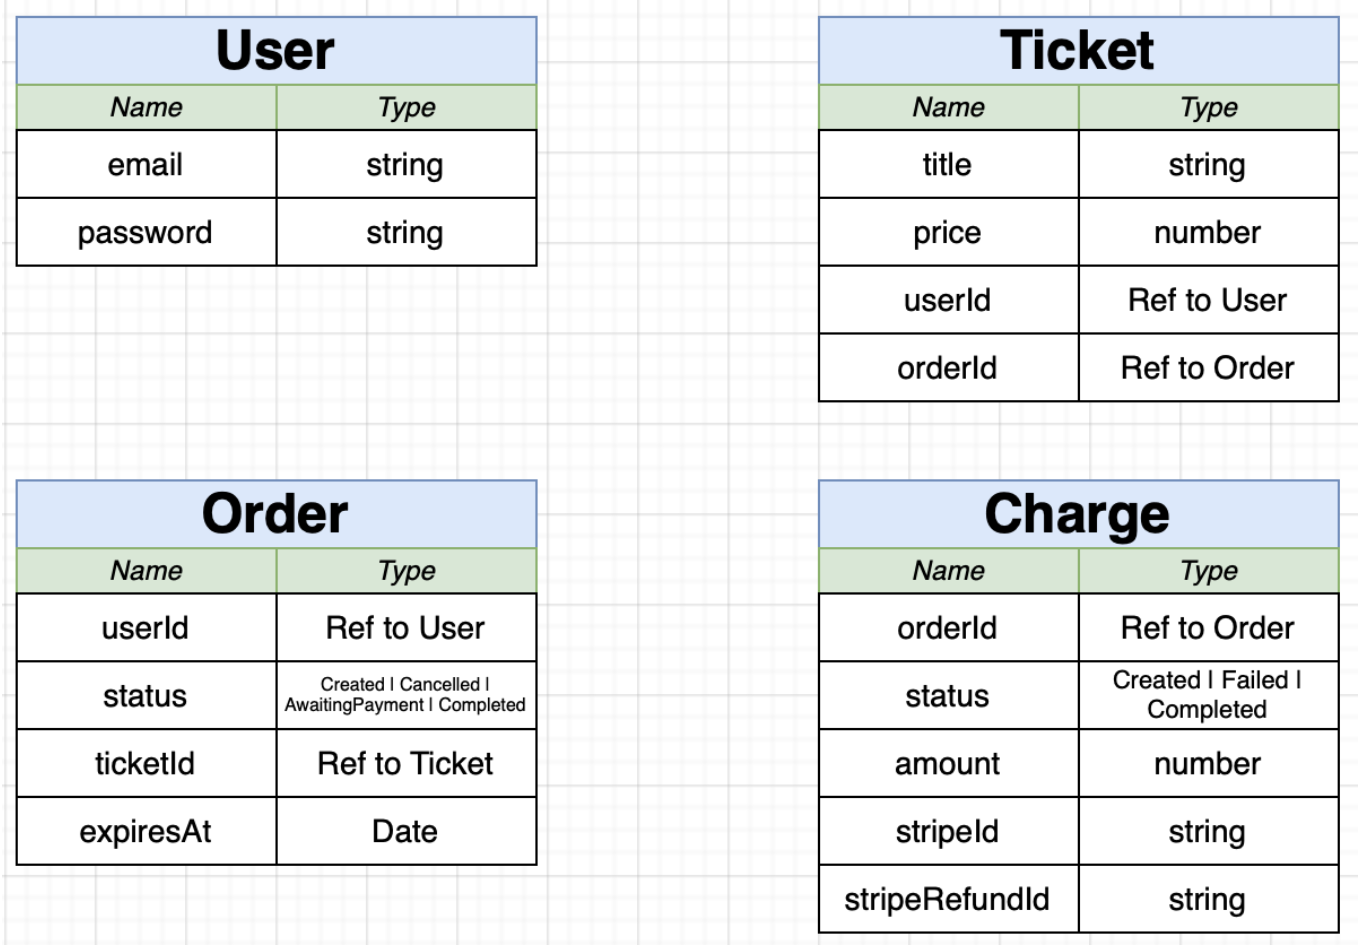 User
Name Type
email string
password string
Ticket
Name Type
title string
price number
userId Ref to User
orderId Ref to Order
Order
Name Type
userId Ref to User
status Created | Cancelled |
AwaitingPayment | Completed
ticketId Ref to Ticket
expiresAt Date
Charge
Name Type
orderId Ref to Order
status Created | Failed |
Completed
amount number
stripeId string
stripeRefundId string